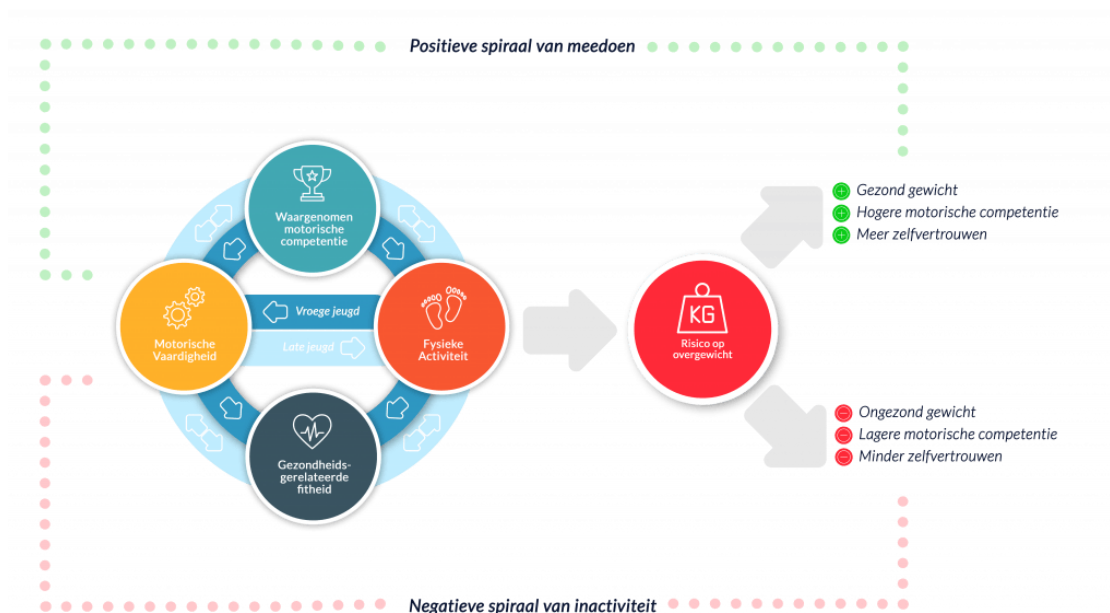 Positieve spiraal van meedoen
Waargenomen
motorische
competentie
Motorische
Vaardigheid
Vroege jeugd
Late jeugd
Fysieke
Activiteit
Gezondheids-
gerelateerde
fitheid
KG
Risico op
overgewicht
Gezond gewicht
Hogere motorische competentie
Meer zelfvertrouwen
Ongezond gewicht
Lagere motorische competentie
Minder zelfvertrouwen
Negatieve spiraal van inactiviteit